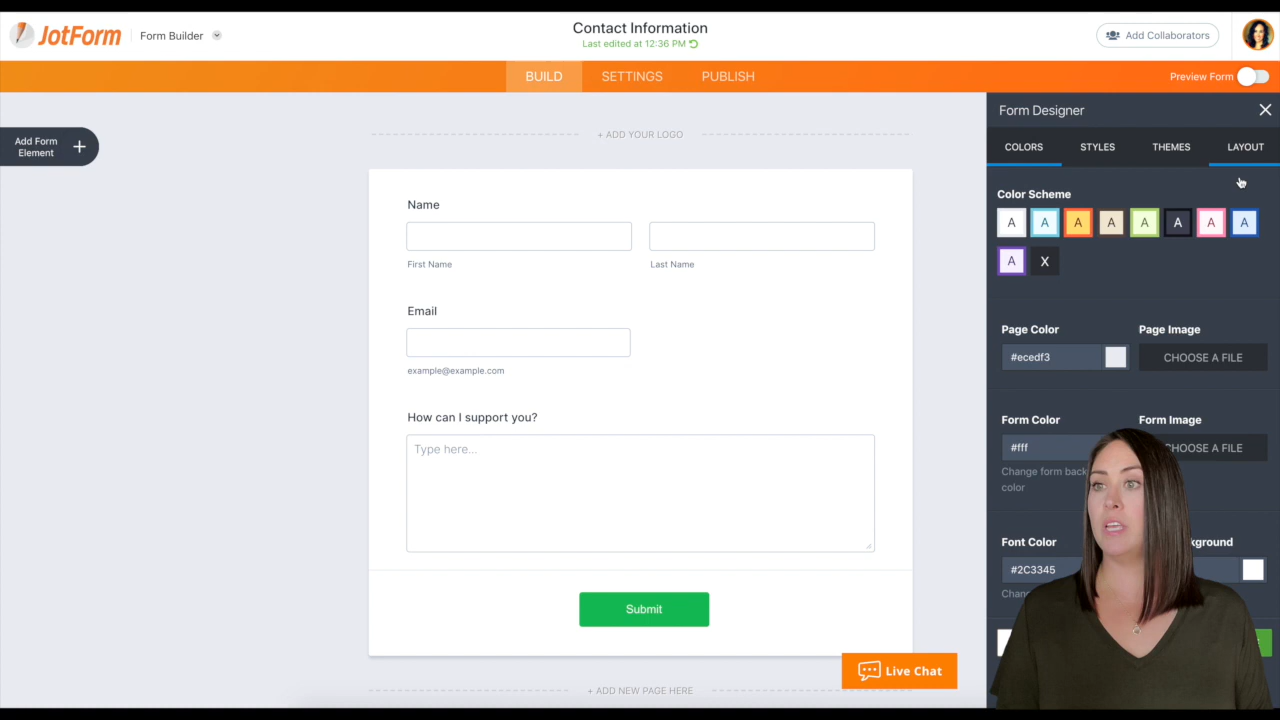 JotForm
Form Builder
Contact Information
Last edited at 12:36 PM
Add Collaborators
BUILD
SETTINGS
PUBLISH
Preview Form
Add Form
Element
+ ADD YOUR LOGO
Form Designer
COLORS
STYLES
THEMES
LAYOUT
Color Scheme
A A A A A A A A
A X
Name
First Name
Last Name
Email
example@example.com
How can I support you?
Type here...
Submit
Page Color
Page Image
#ecedf3
CHOOSE A FILE
Form Color
Form Image
#fff
CHOOSE A FILE
Change form back
color
Font Color
#2C3345
Live Chat
+ ADD NEW PAGE HERE